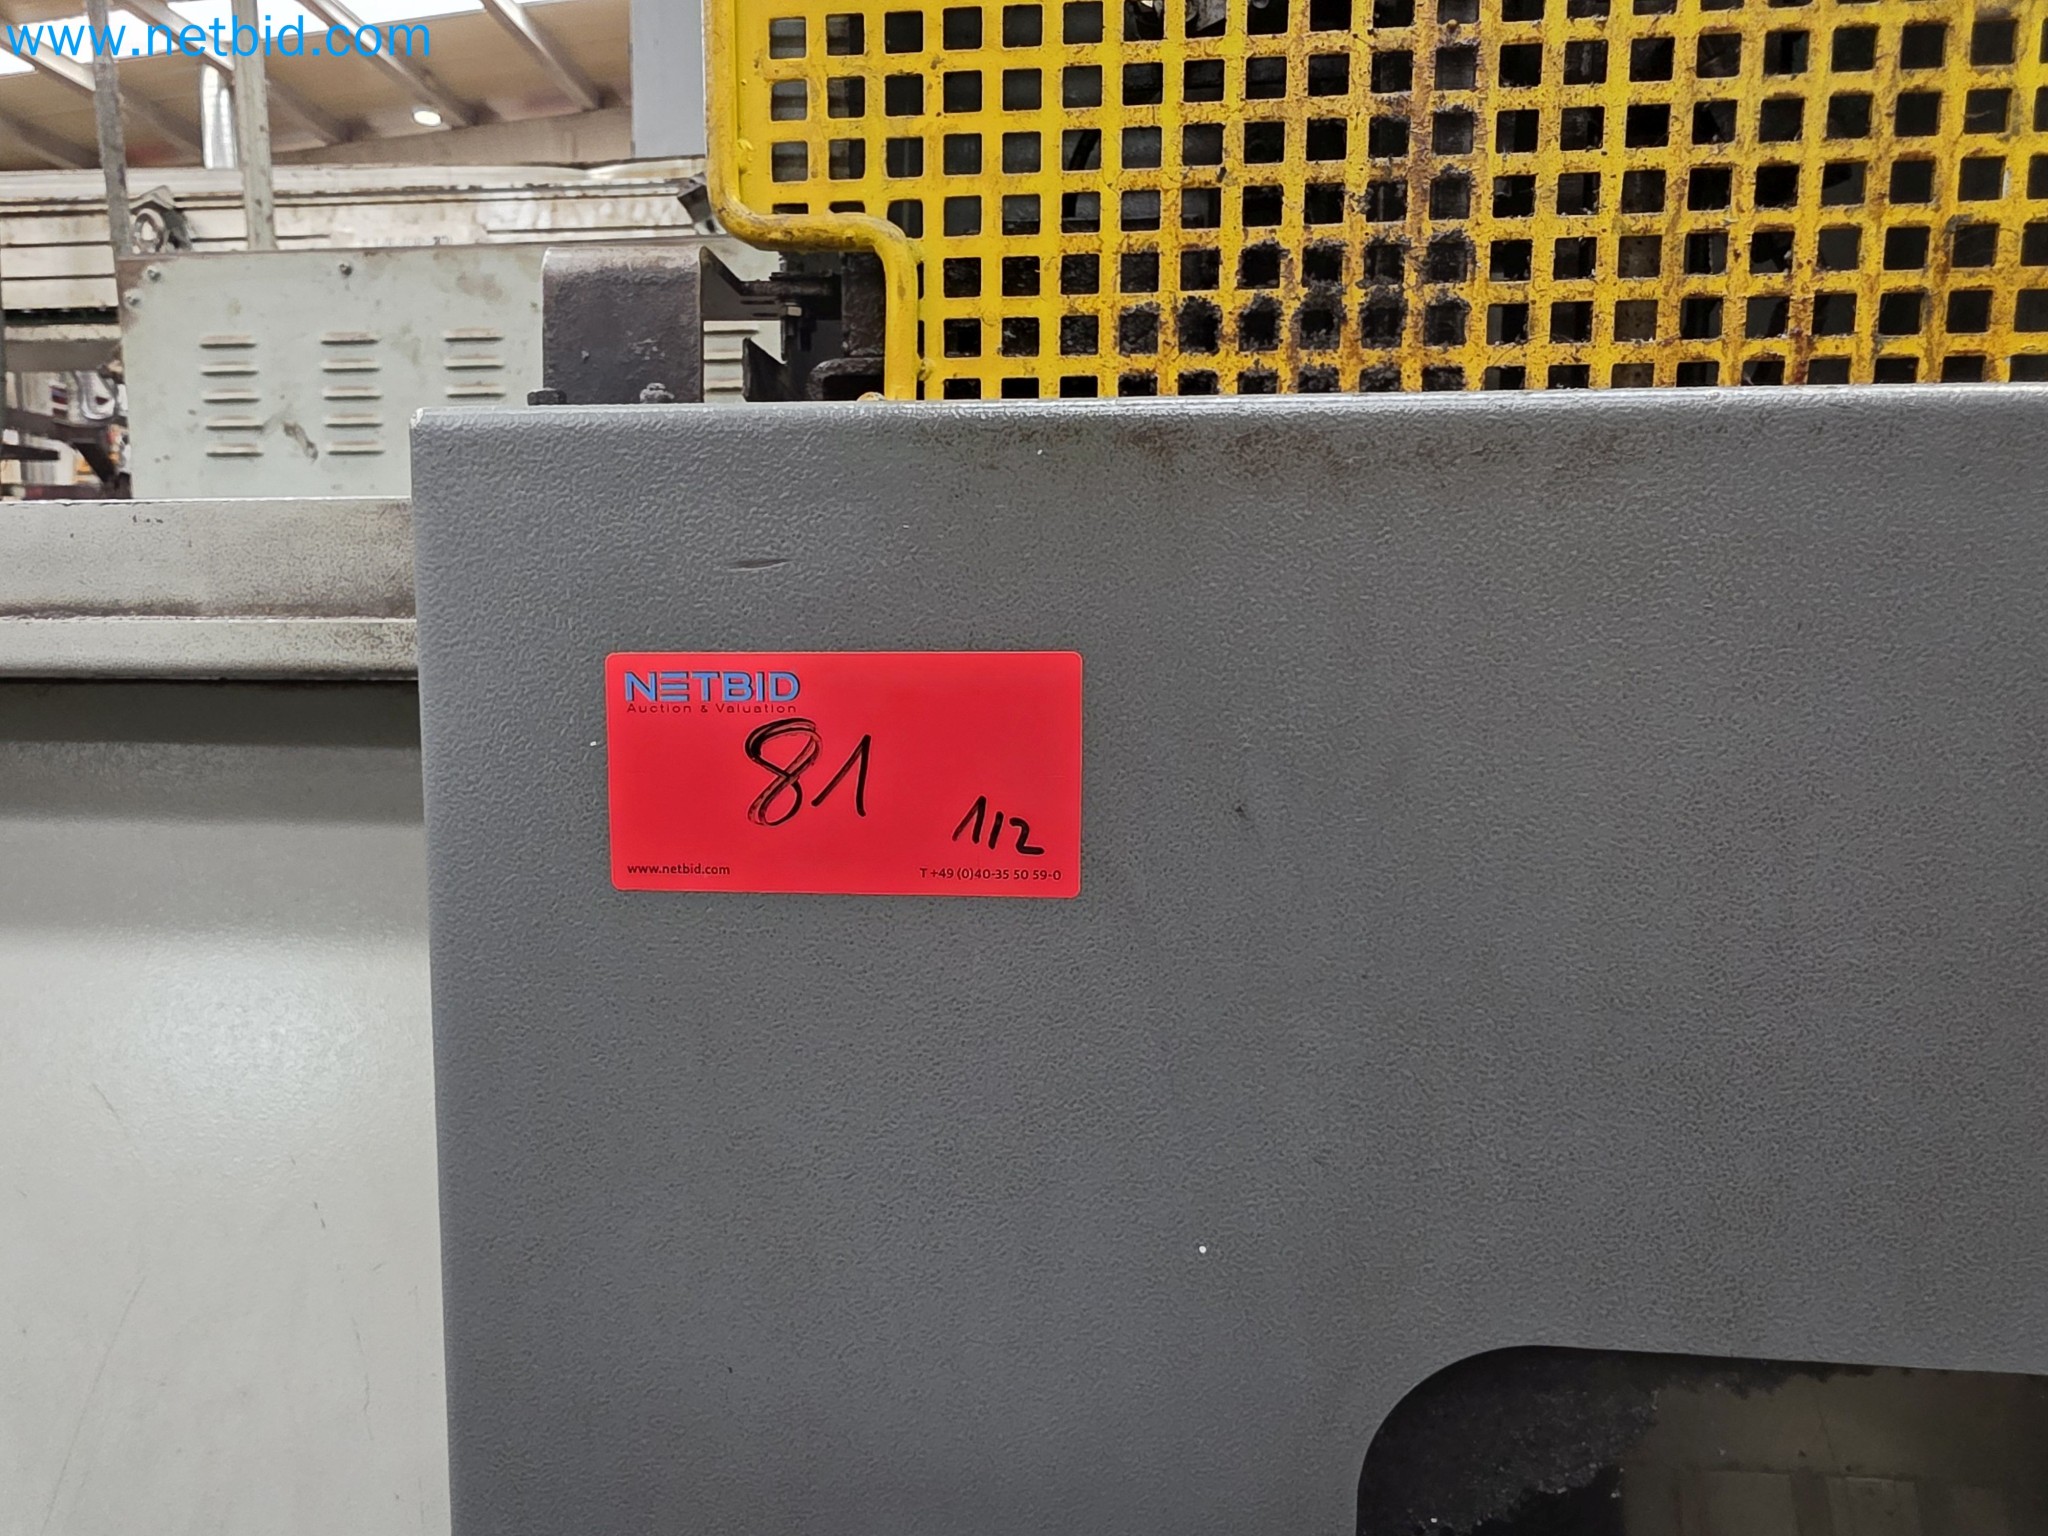 www.netbid.com
NETBID
Auction & Valuation
81
1/2
www.netbid.com
T +49 (0)40-35 50 59-0